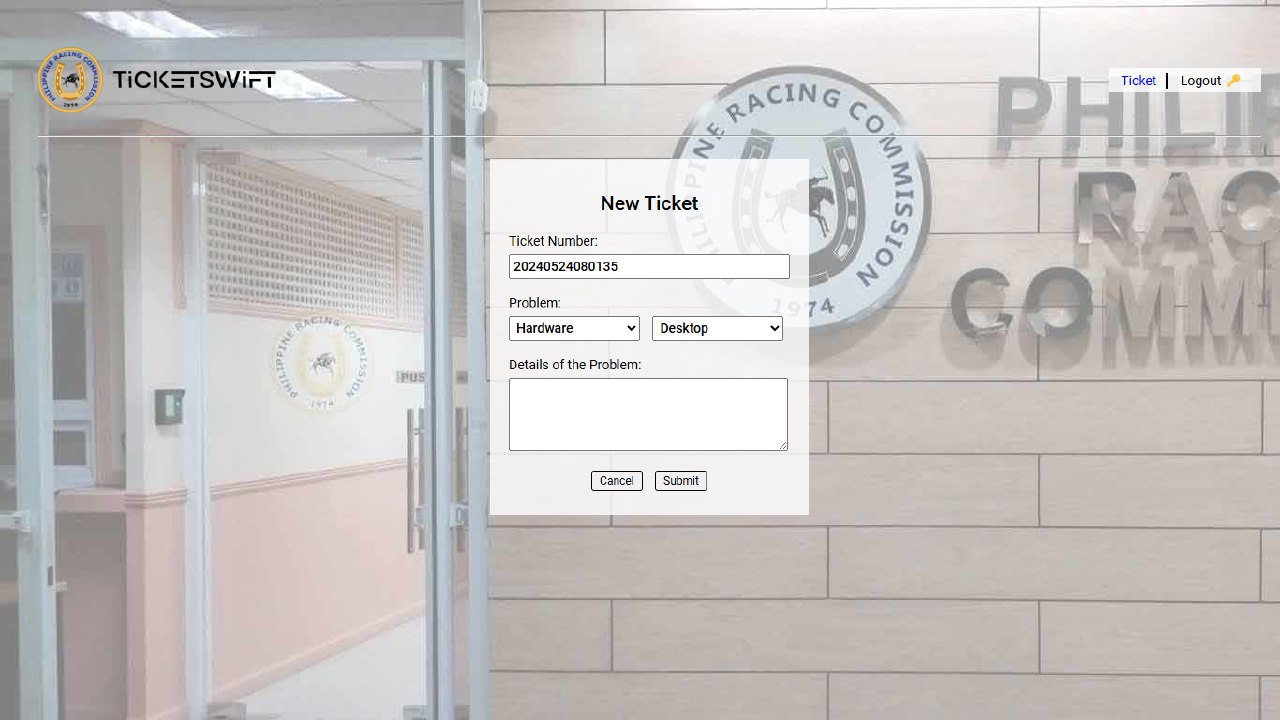 PHILIPPINE RACING COMMISSION
1974
TiCKETSWiFT
Ticket
Logout
PHILIPPINE RACING COMMISSION
1974
PHILIP
RAC
COMM
New Ticket
Ticket Number:
20240524080135
Problem:
Hardware
Desktop
Details of the Problem:
Cancel
Submit
PHILIPPINE RACING COMMISSION
1974
PUS